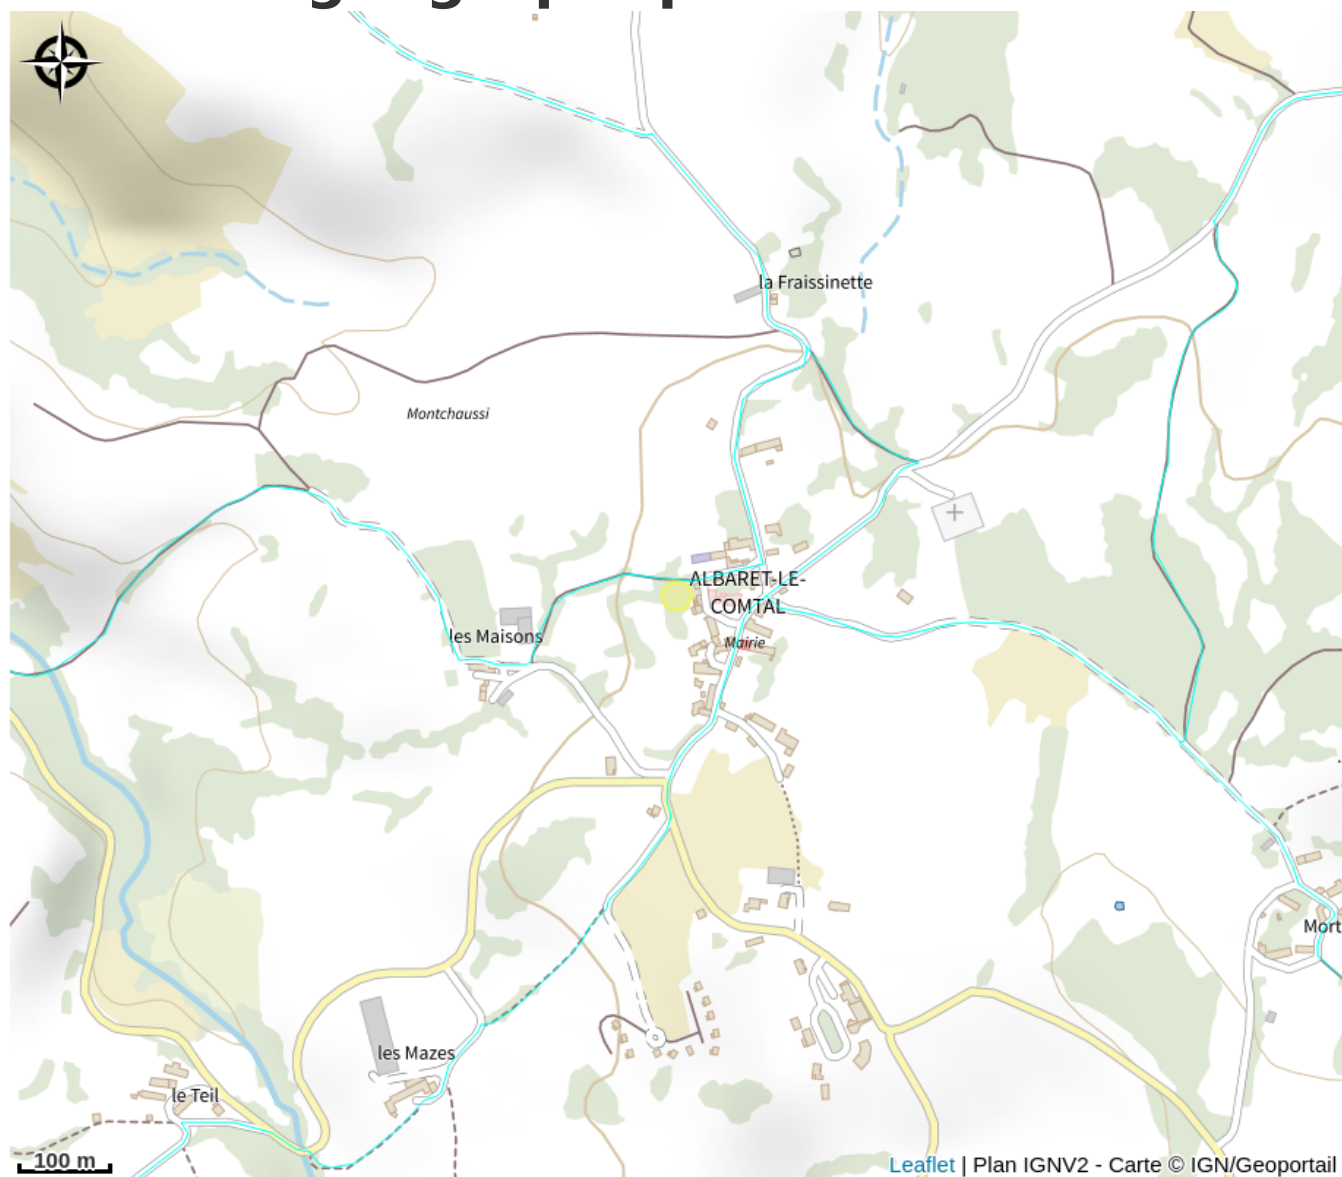 la Fraissinette
Montchaussi
ALBARET-LE-
COMTAL
les Maisons
Mairie
Mort
les Mazes
le Teil
100 m
Leaflet | Plan IGNV2 - Carte © IGN/Geoportail